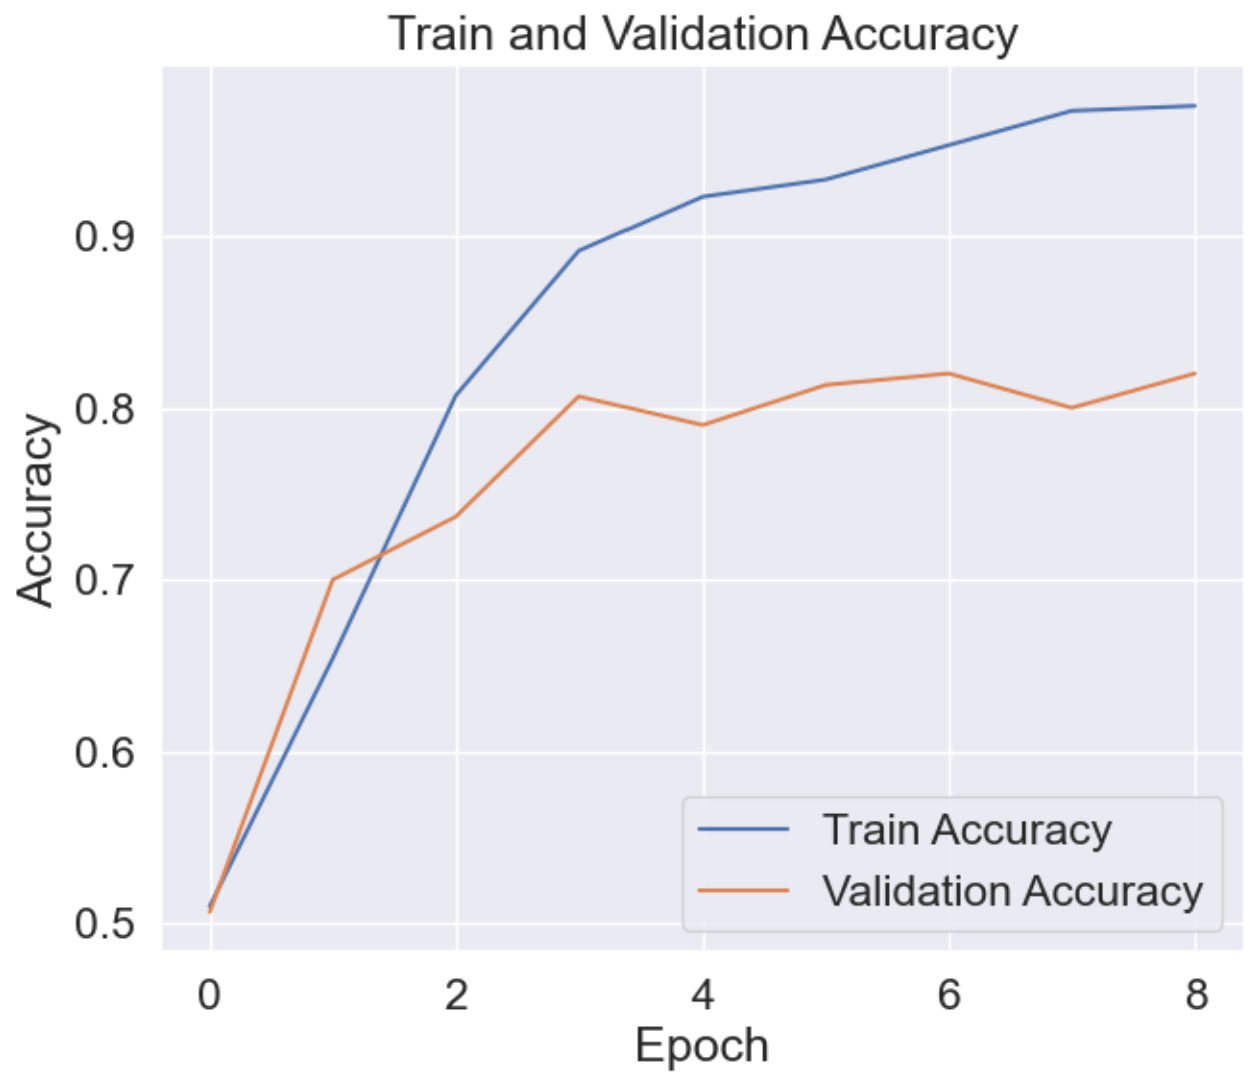 Train and Validation Accuracy
0.9
0.8
0.7
0.6
0.5
Accuracy
Train Accuracy
Validation Accuracy
0 2 4 6 8
Epoch